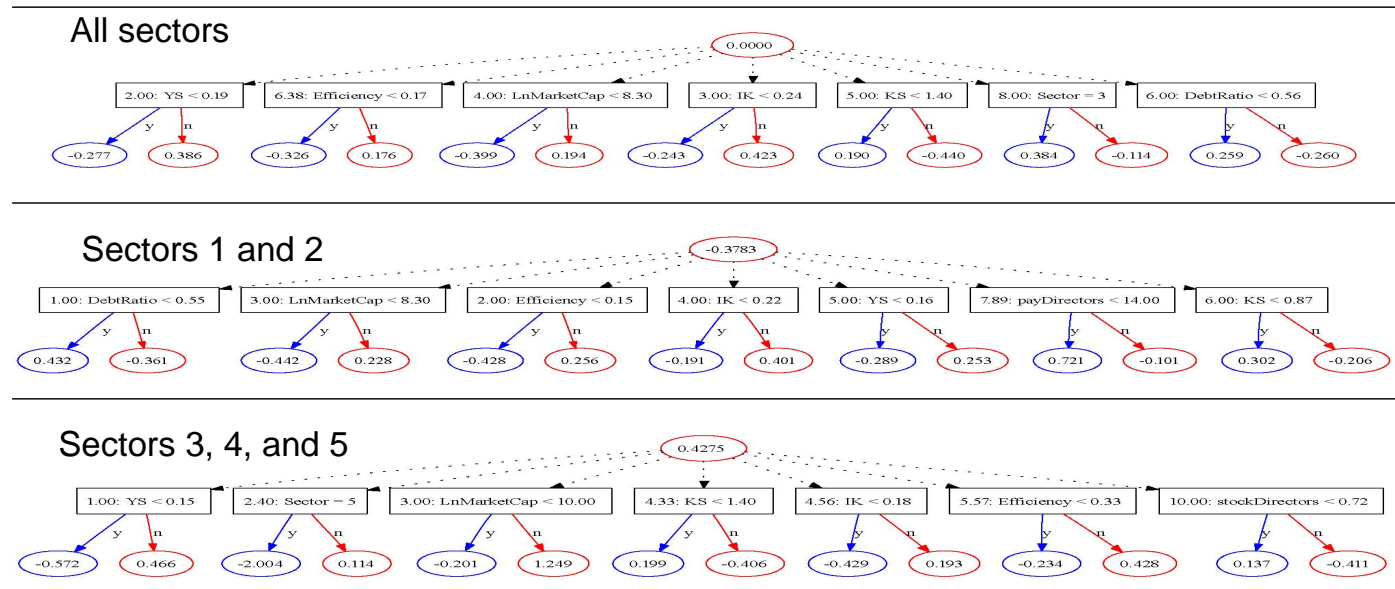 All sectors
0.0000
2.00: YS < 0.19 6.38: Efficiency < 0.17 4.00: LnMarketCap < 8.30 3.00: IK < 0.24 5.00: KS < 1.40 8.00: Sector = 3 6.00: DebtRatio < 0.56
y n y n y n y n y n y n y n
-0.277 0.386 -0.326 0.176 -0.399 0.194 -0.243 0.423 0.190 -0.440 0.384 -0.114 0.259 -0.260
Sectors 1 and 2
-0.3783
1.00: DebtRatio < 0.55 3.00: LnMarketCap < 8.30 2.00: Efficiency < 0.15 4.00: IK < 0.22 5.00: YS < 0.16 7.89: payDirectors < 14.00 6.00: KS < 0.87
y n y n y n y n y n y n y n
0.432 -0.361 -0.442 0.228 -0.428 0.256 -0.191 0.401 -0.289 0.253 0.721 -0.101 0.302 -0.206
Sectors 3, 4, and 5
0.4275
1.00: YS < 0.15 2.40: Sector = 5 3.00: LnMarketCap < 10.00 4.33: KS < 1.40 4.56: IK < 0.18 5.57: Efficiency < 0.33 10.00: stockDirectors < 0.72
y n y n y n y n y n y n y n
-0.572 0.466 -2.004 0.114 -0.201 1.249 0.199 -0.406 -0.429 0.193 -0.234 0.428 0.137 -0.411